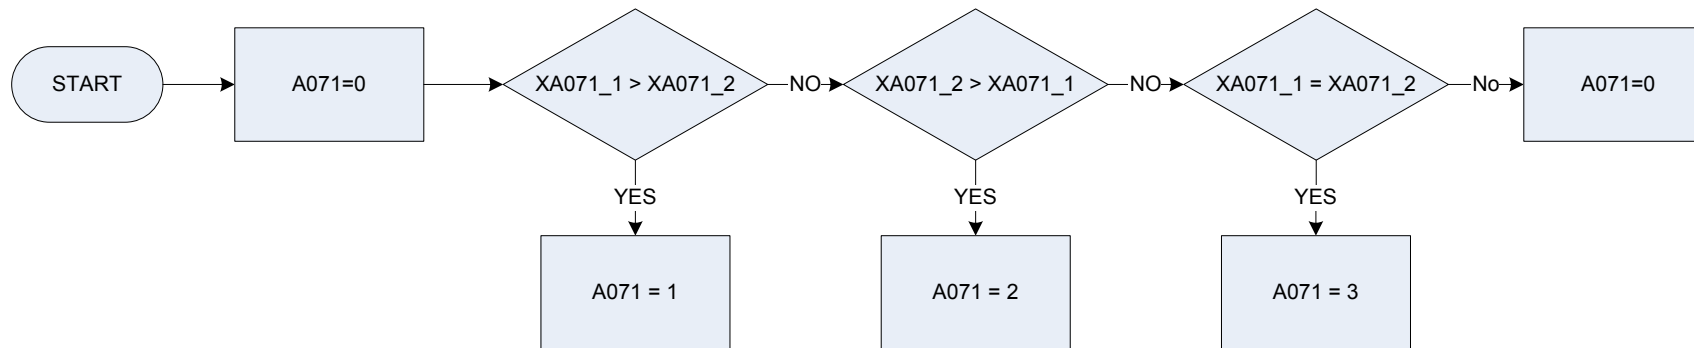 START
A071=0
XA071_1 > XA071_2
NO
XA071_2 > XA071_1
NO
XA071_1 = XA071_2
No
A071=0
YES
YES
YES
A071 = 1
A071 = 2
A071 = 3